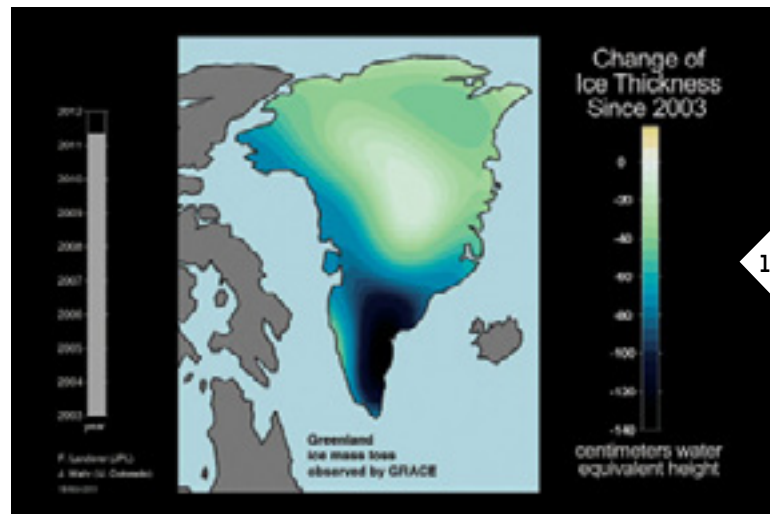 Change of
Ice Thickness
Since 2003
2012
2011
2010
2009
2008
2007
2006
2005
2004
2003
year
0
-20
-40
-60
-80
-100
-120
-140
centimeters water
equivalent height
Greenland
ice mass loss
observed by GRACE
1